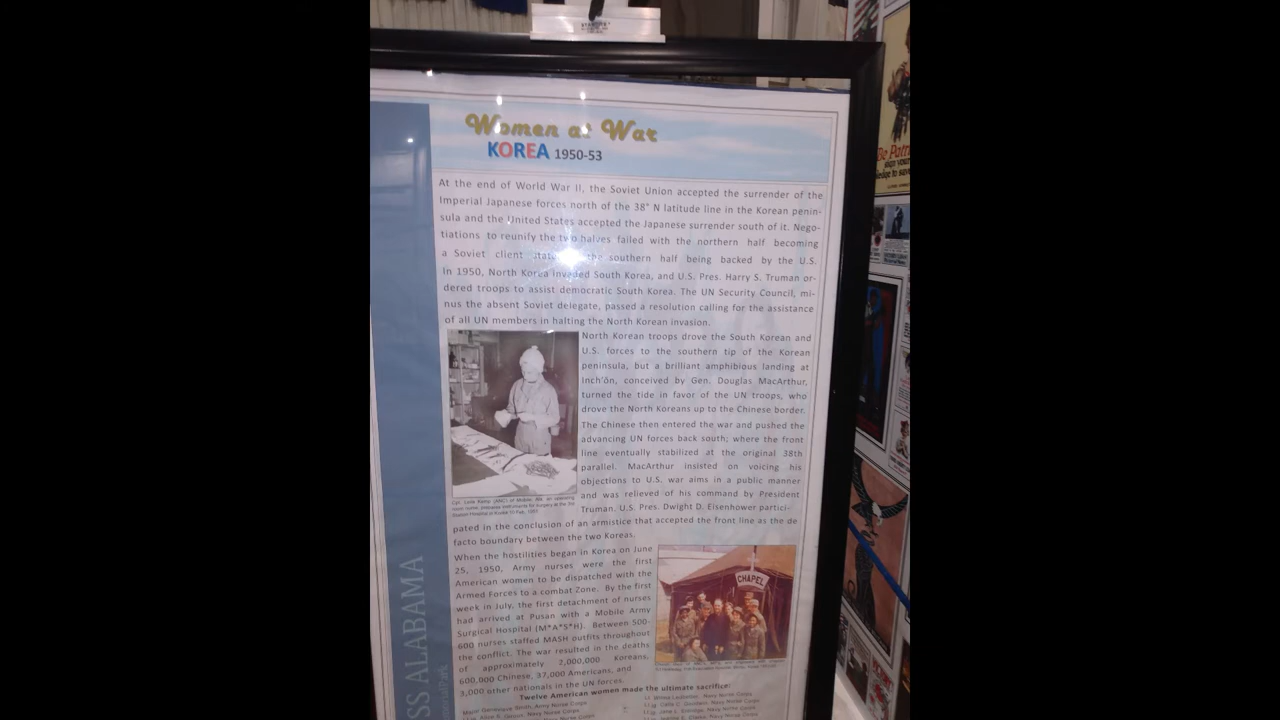 Women at War
KOREA 1950-53
At the end of World War II, the Soviet Union accepted the surrender of the
Imperial Japanese forces north of the 38° N latitude line in the Korean penin-
sula and the United States accepted the Japanese surrender south of it. Nego-
tiations to reunify the two halves failed with the northern half becoming
a Soviet client state the southern half being backed by the U.S.
In 1950, North Korea invaded South Korea, and U.S. Pres. Harry S. Truman or-
dered troops to assist democratic South Korea. The UN Security Council, mi-
nus the absent Soviet delegate, passed a resolution calling for the assistance
of all UN members in halting the North Korean invasion.
North Korean troops drove the South Korean and
U.S. forces to the southern tip of the Korean
peninsula, but a brilliant amphibious landing at
Inch'ŏn, conceived by Gen. Douglas MacArthur,
turned the tide in favor of the UN troops, who
drove the North Koreans up to the Chinese border.
The Chinese then entered the war and pushed the
advancing UN forces back south; where the front
line eventually stabilized at the original 38th
parallel. MacArthur insisted on voicing his
objections to U.S. war aims in a public manner
and was relieved of his command by President
Truman. U.S. Pres. Dwight D. Eisenhower partici-
pated in the conclusion of an armistice that accepted the front line as the de
facto boundary between the two Koreas.
When the hostilities began in Korea on June
25, 1950, Army nurses were the first
American women to be dispatched with the
Armed Forces to a combat Zone. By the first
week in July, the first detachment of nurses
had arrived at Pusan with a Mobile Army
Surgical Hospital (M*A*S*H). Between 500-
600 nurses staffed MASH outfits throughout
the conflict. The war resulted in the deaths
of approximately 2,000,000 Koreans,
600,000 Chinese, 37,000 Americans, and
3,000 other nationals in the UN forces.
CHAPEL
Twelve American women made the ultimate sacrifice:
Major Genevieve Smith, Army Nurse Corps
Navy Nurse Corps
SS ALABAMA
Be Patri